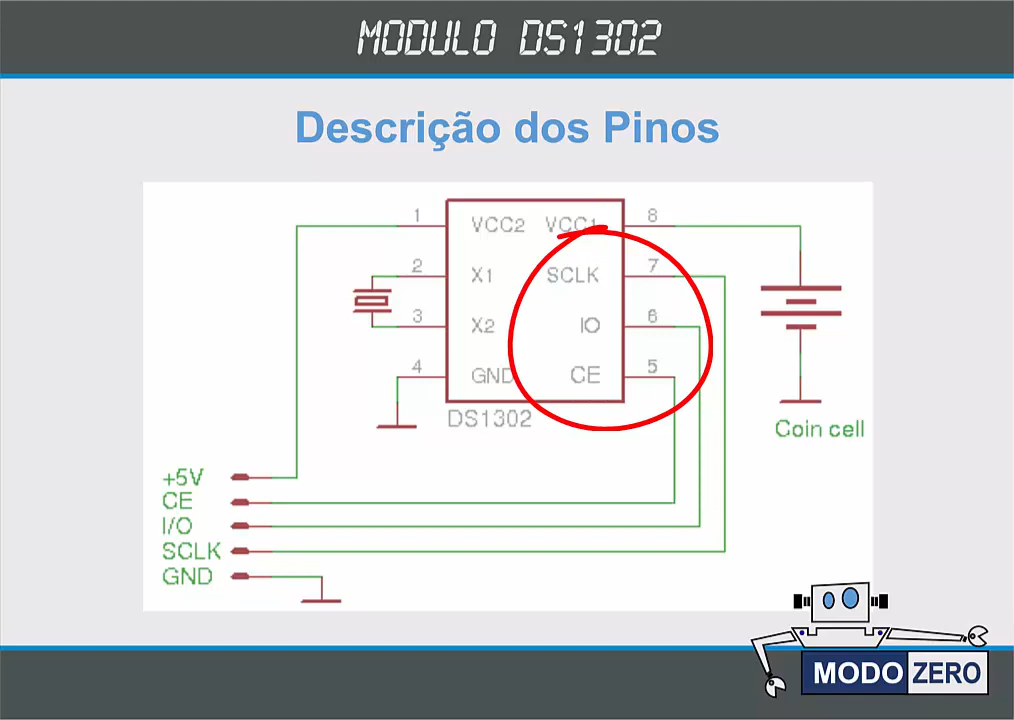 MODULO DS1302
Descrição dos Pinos
1 VCC2 VCC1 8
2 X1 SCLK 7
3 X2 IO 6
4 GND CE 5
DS1302
Coin cell
+5V
CE
I/O
SCLK
GND
MODO ZERO